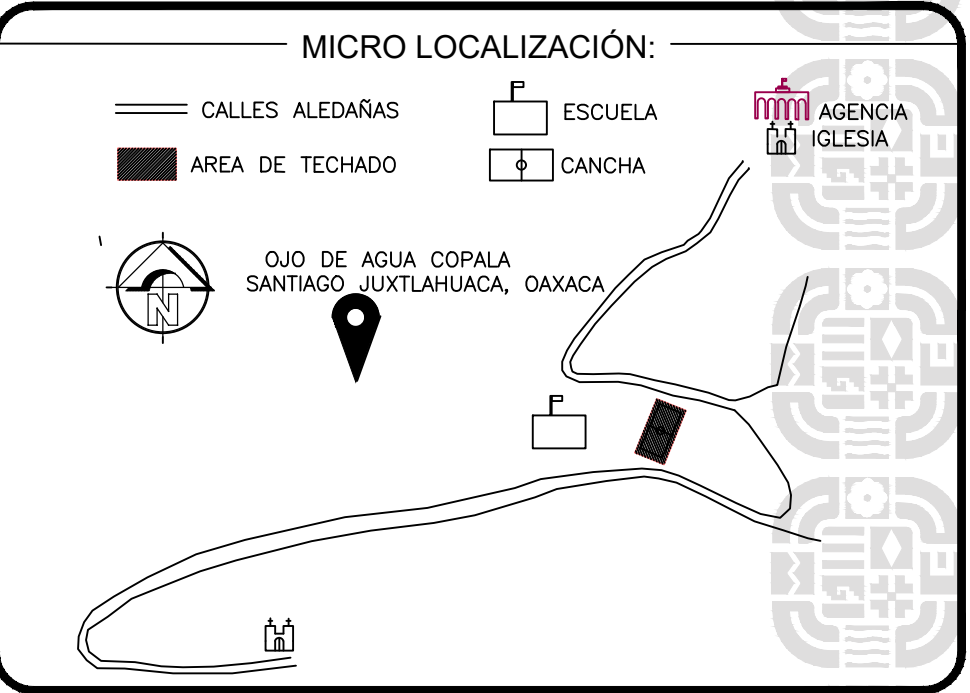 MICRO LOCALIZACIÓN:
CALLES ALEDAÑAS
ESCUELA
AGENCIA
IGLESIA
AREA DE TECHADO
CANCHA
OJO DE AGUA COPALA
SANTIAGO JUXTLAHUACA, OAXACA
N